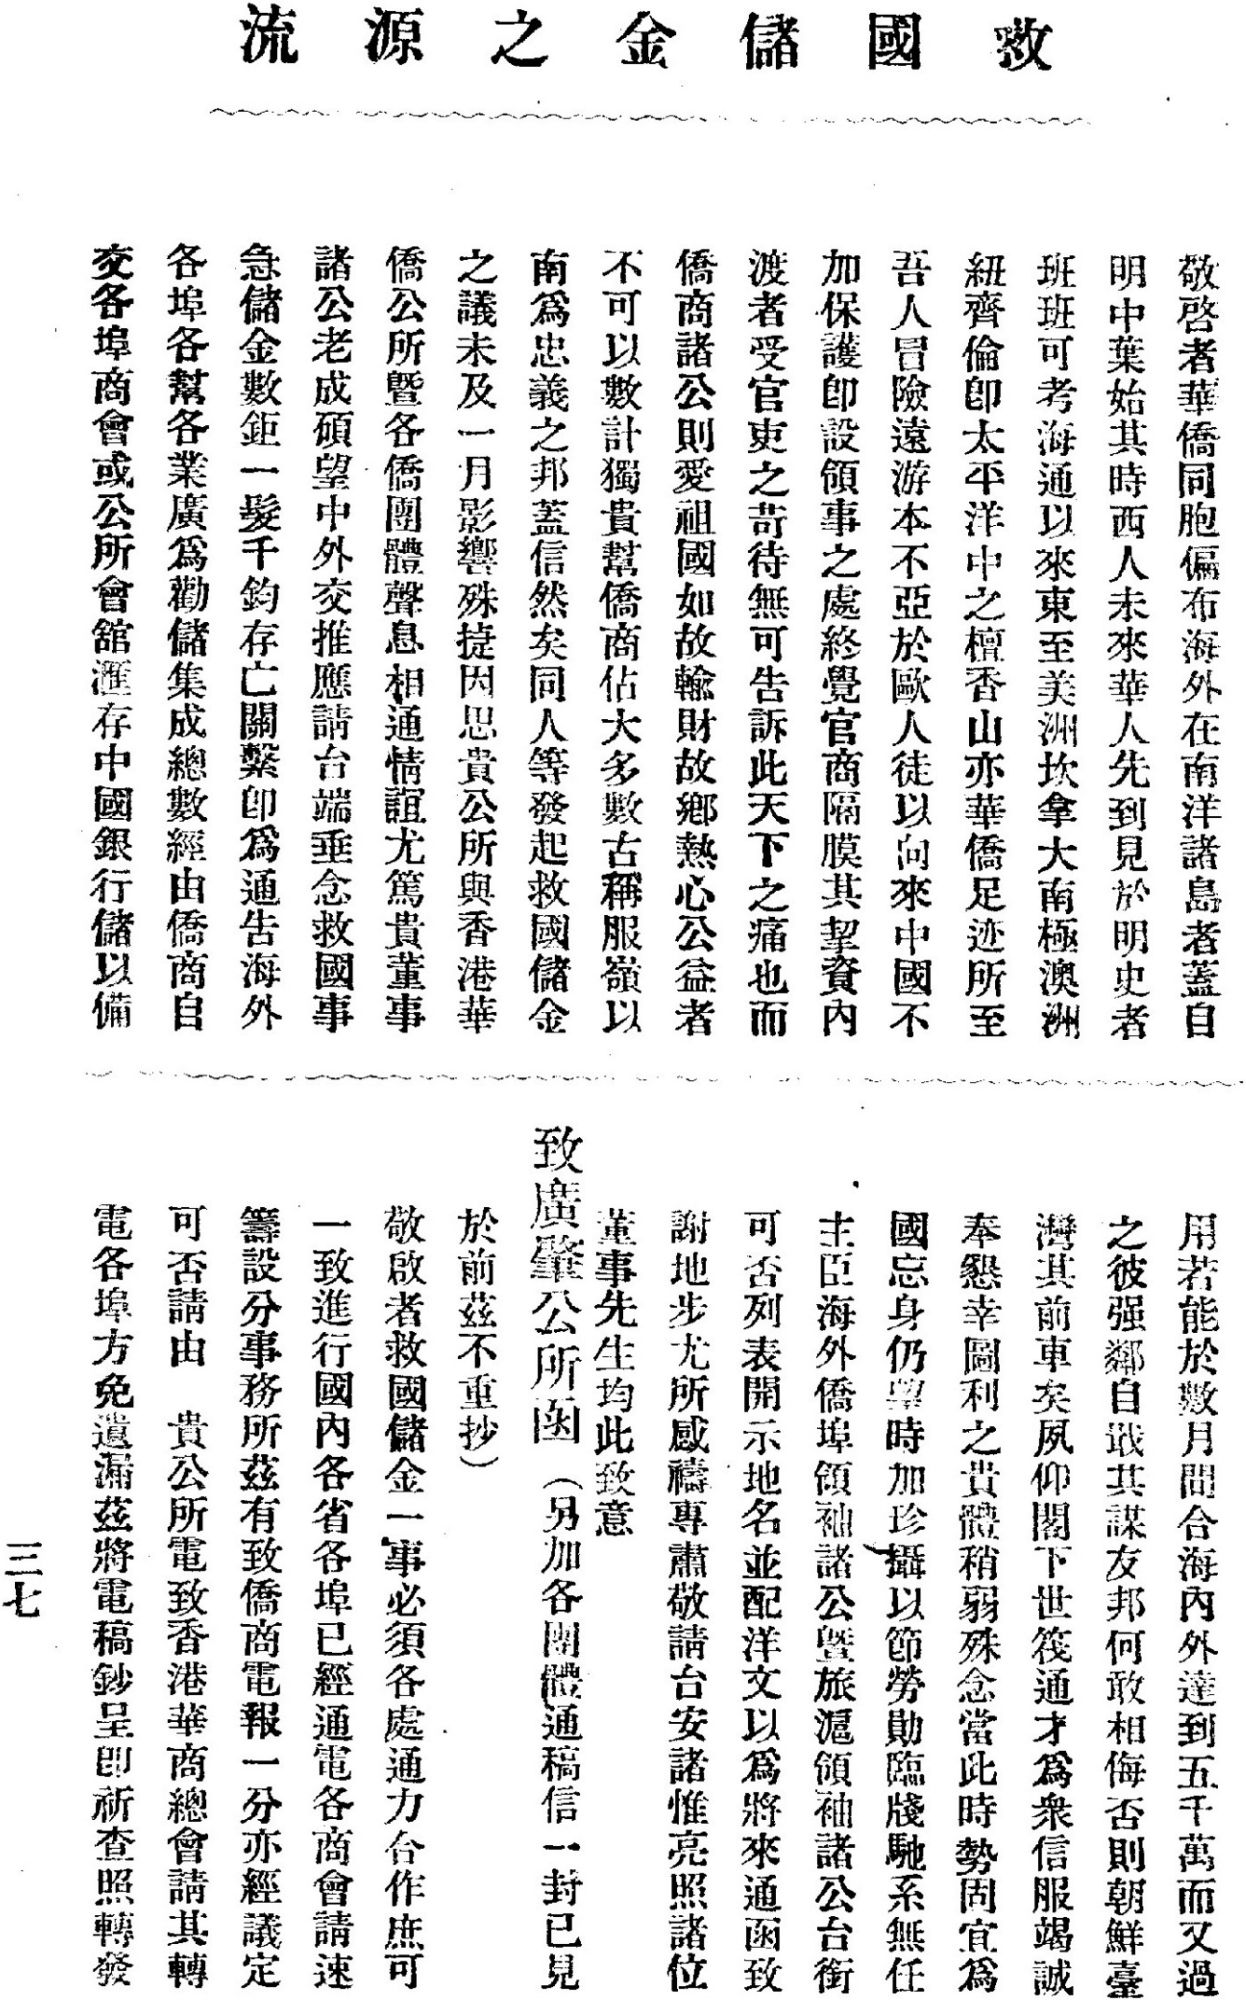 救國儲金之源流
敬啓者華僑同胞偏布海外在南洋諸島者蓋自
明中葉始其時西人未來華人先到見於明史者
班班可考海通以來東至美洲坎拿大南極澳洲
紐齊倫卽太平洋中之檀香山亦華僑足迹所至
吾人冒險遠游本不亞於歐人徒以向來中國不
加保護卽設領事之處終覺官商隔膜其挈資內
渡者受官吏之苛待無可告訴此天下之痛也而
僑商諸公則愛祖國如故輸財故鄉熱心公益者
不可以數計獨貴幫僑商佔大多數古稱服嶺以
南爲忠義之邦蓋信然矣同人等發起救國儲金
之議未及一月影響殊捷因思貴公所與香港華
僑公所曁各僑團體聲息相通情誼尤篤貴董事
諸公老成碩望中外交推應請台端垂念救國事
急儲金數鉅一髮千鈞存亡關繫卽爲通告海外
各埠各幫各業廣爲勸儲集成總數經由僑商自
交各埠商會或公所會舘滙存中國銀行儲以備
用若能於數月間合海內外達到五千萬而又過
之彼强鄰自戢其謀友邦何敢相侮否則朝鮮臺
灣其前車矣夙仰閣下世筏通才爲衆信服竭誠
奉懇幸圖利之貴體稍弱殊念當此時勢固宜爲
國忘身仍望時加珍攝以節勞勛臨牋馳系無任
主臣海外僑埠領袖諸公曁旅滬領袖諸公台銜
可否列表開示地名並配洋文以爲將來通函致
謝地步尤所感禱專肅敬請台安諸惟亮照諸位
董事先生均此致意
致廣肇公所函（另加各團體通稿信一封已見
於前茲不重抄）
敬啟者救國儲金一事必須各處通力合作庶可
一致進行國內各省各埠已經通電各商會請速
籌設分事務所茲有致僑商電報一分亦經議定
可否請由　貴公所電致香港華商總會請其轉
電各埠方免遺漏茲將電稿鈔呈卽祈查照轉發
三七